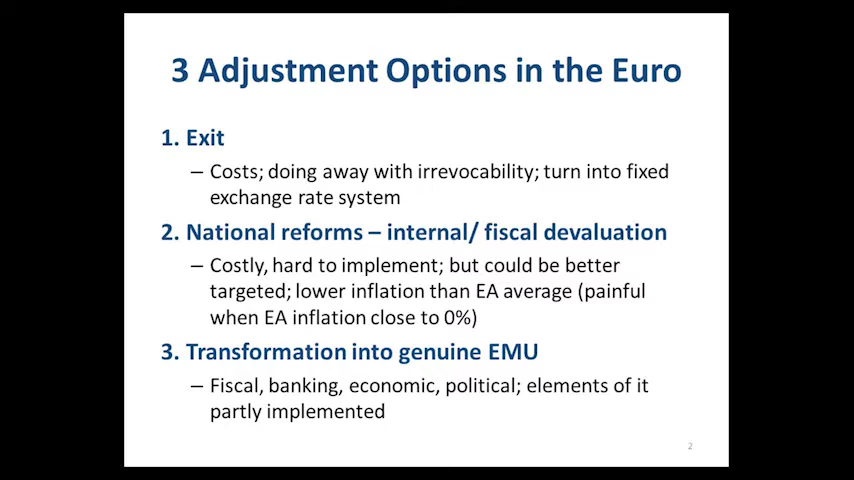 3 Adjustment Options in the Euro
1. Exit
– Costs; doing away with irrevocability; turn into fixed
exchange rate system
2. National reforms – internal/ fiscal devaluation
– Costly, hard to implement; but could be better
targeted; lower inflation than EA average (painful
when EA inflation close to 0%)
3. Transformation into genuine EMU
– Fiscal, banking, economic, political; elements of it
partly implemented
2